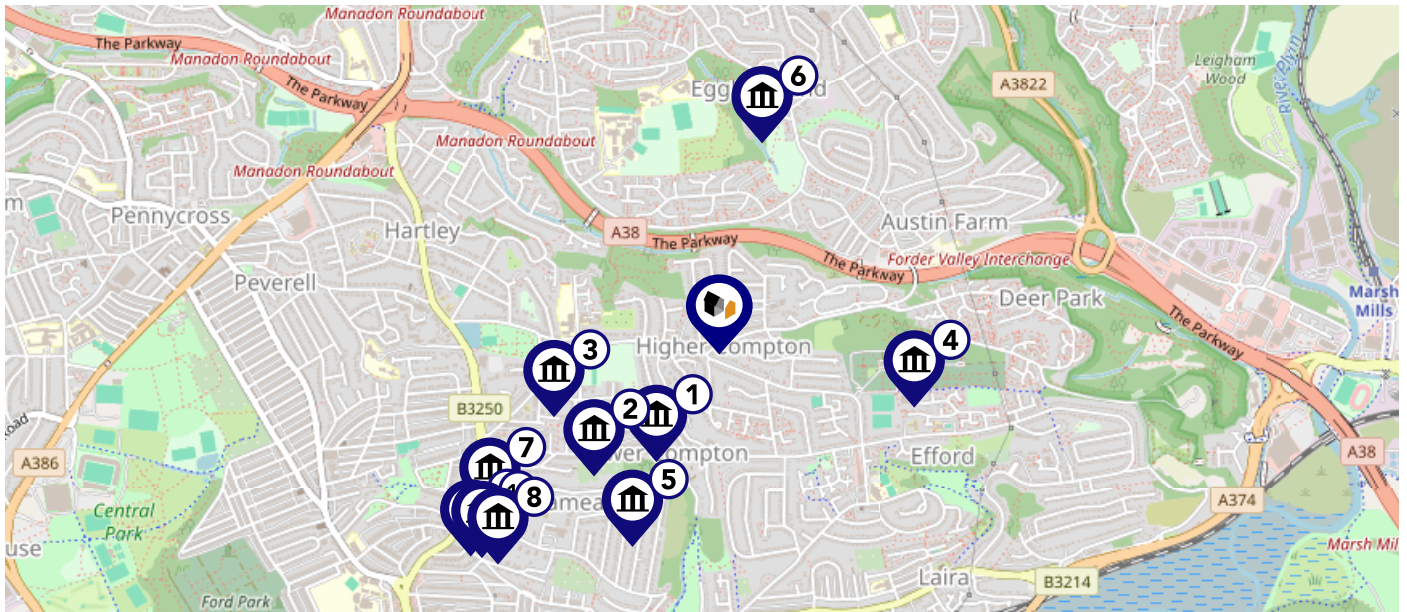 Manadon Roundabout
The Parkway
Manadon Roundabout
Leigham
Wood
River Plym
6
A3822
The Parkway
Manadon Roundabout
Manadon Roundabout
Pennycross
Hartley
A38
The Parkway
Austin Farm
The Parkway
Forder Valley Interchange
Peverell
Deer Park
Marsh
Mills
The Parkway
3
Higher Compton
4
B3250
2
1
A386
7
Efford
A38
5
8
A374
Central
Park
Laira
B3214
Ford Park